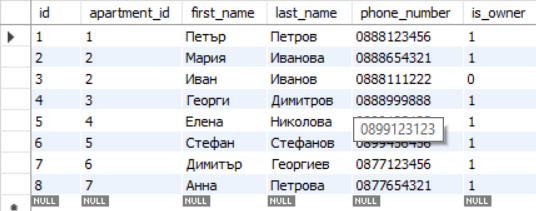 id apartment_id first_name last_name phone_number is_owner
1 1 Петър Петров 0888123456 1
2 2 Мария Иванова 0888654321 1
3 2 Иван Иванов 0888111222 0
4 3 Георги Димитров 0888999888 1
5 4 Елена Николова 0899123123 1
6 5 Стефан Стефанов 1
7 6 Димитър Георгиев 0877123456 1
8 7 Анна Петрова 0877654321 1
NULL NULL NULL NULL NULL NULL